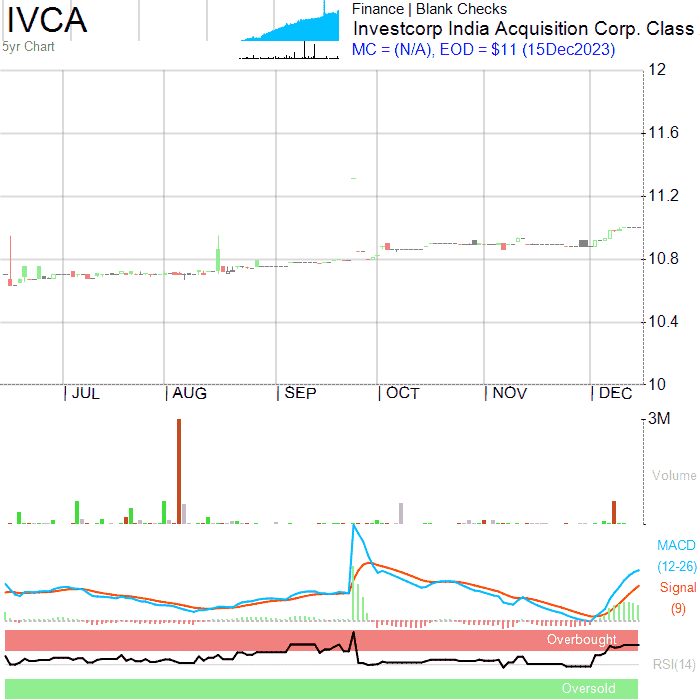 IVCA
5yr Chart
Finance | Blank Checks
Investcorp India Acquisition Corp. Class
MC = (N/A), EOD = $11 (15Dec2023)
12
11.6
11.2
10.8
10.4
10
| JUL | AUG | SEP | OCT | NOV | DEC
3M
Volume
MACD
(12-26)
Signal
(9)
Overbought
RSI(14)
Oversold